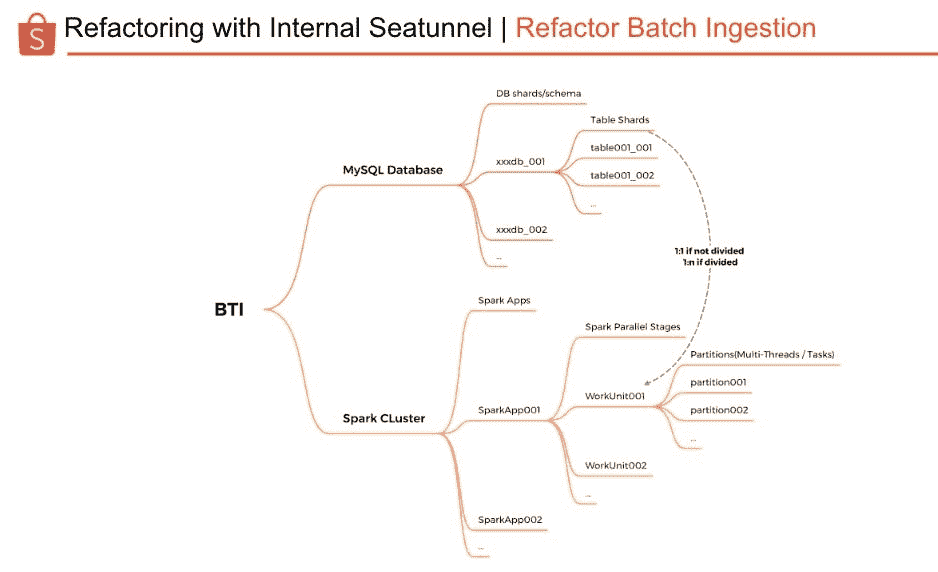 S
Refactoring with Internal Seatunnel | Refactor Batch Ingestion
DB shards/schema
Table Shards
table001_001
xxxdb_001
MySQL Database
table001_002
...
xxxdb_002
...
1:1 if not divided
1:n if divided
BTI
Spark Apps
Spark Parallel Stages
Partitions(Multi-Threads / Tasks)
partition001
WorkUnit001
SparkApp001
partition002
Spark CLuster
...
WorkUnit002
...
SparkApp002
...